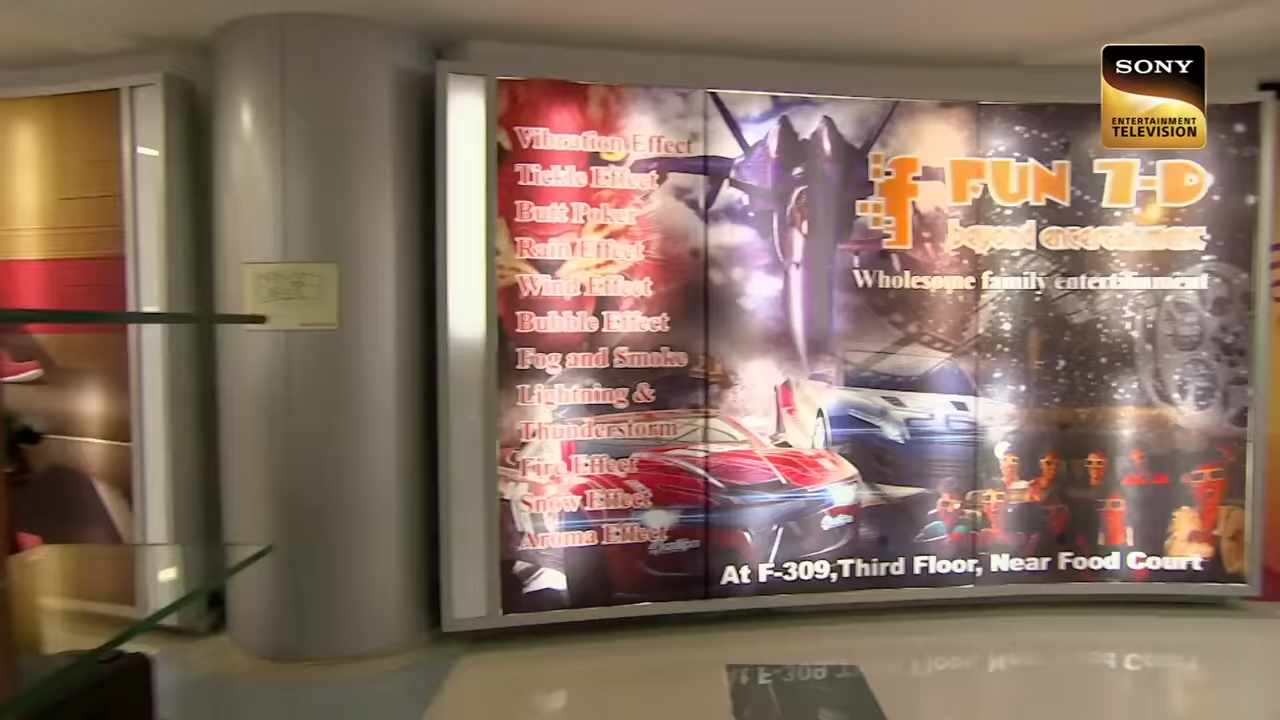 SONY
ENTERTAINMENT
TELEVISION
Vibration Effect
Tickle Effect
Butt Poker
Rain Effect
Wind Effect
Bubble Effect
Fog and Smoke
Lightning &
Thunderstorm
Fire Effect
Snow Effect
Aroma Effect
f FUN 7-D
Wholesome family entertainment
At F-309,Third Floor, Near Food Court